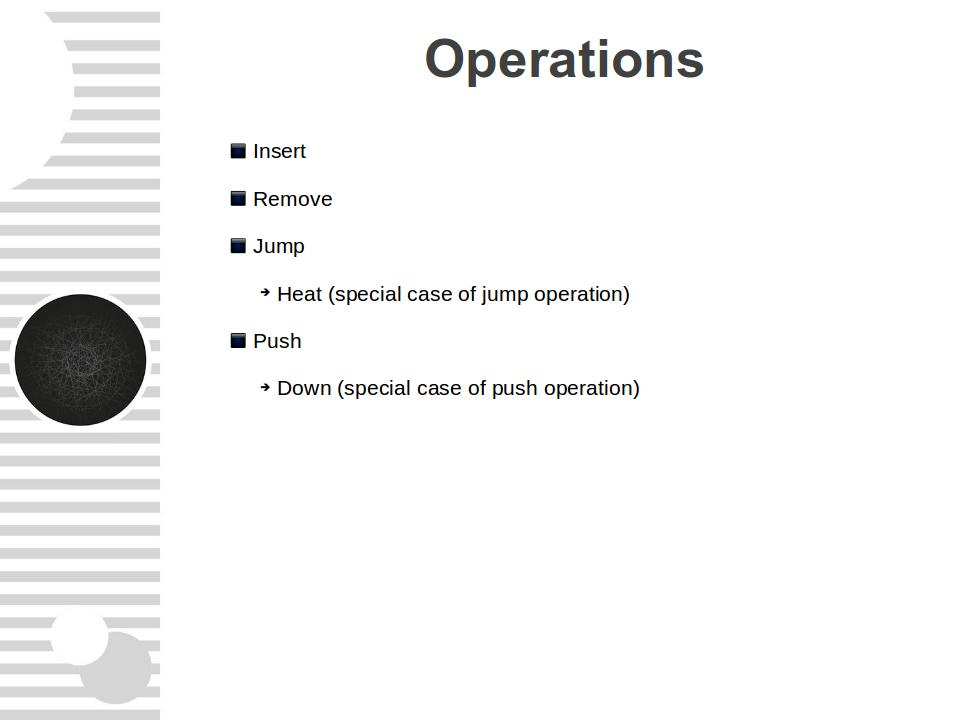 Operations
Insert
Remove
Jump
Heat (special case of jump operation)
Push
Down (special case of push operation)